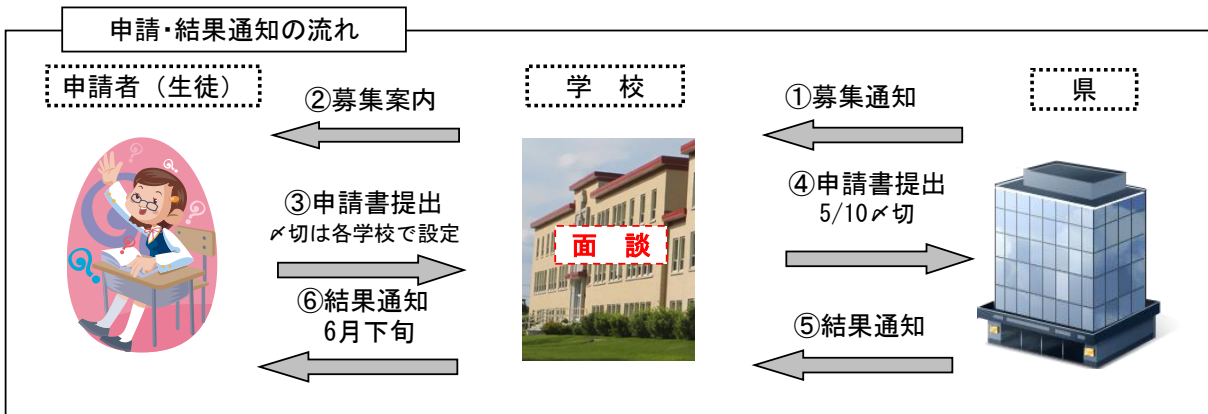 申請・結果通知の流れ
申請者（生徒）
学　校
県
②募集案内
①募集通知
③申請書提出
〆切は各学校で設定
④申請書提出
5/10〆切
面　談
⑥結果通知
6月下旬
⑤結果通知